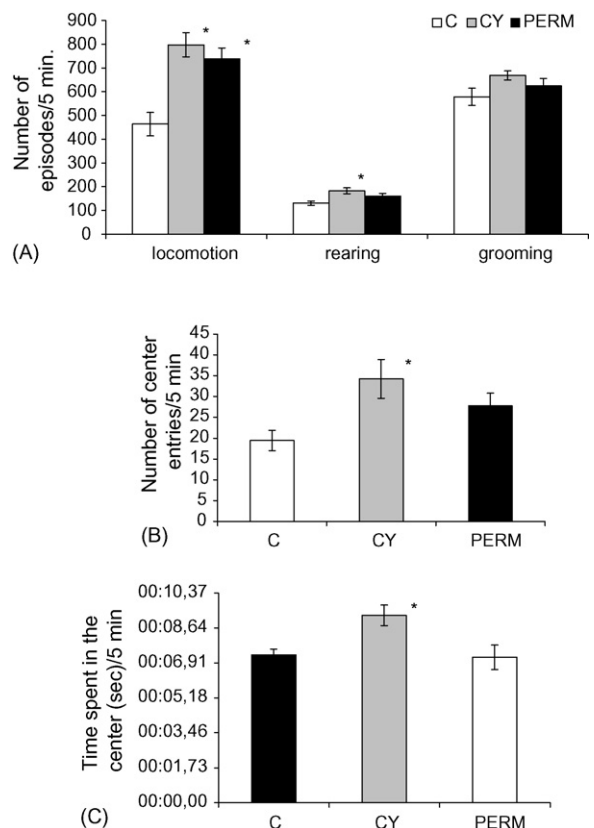 C CY PERM
Number of
episodes/5 min.
900
800
700
600
500
400
300
200
100
0
* *
*
locomotion rearing grooming
(A)
Number of center
entries/5 min
45
40
35
30
25
20
15
10
5
0
*
C CY PERM
(B)
Time spent in the
center (sec)/5 min
00:10,37
00:08,64
00:06,91
00:05,18
00:03,46
00:01,73
00:00,00
*
C CY PERM
(C)